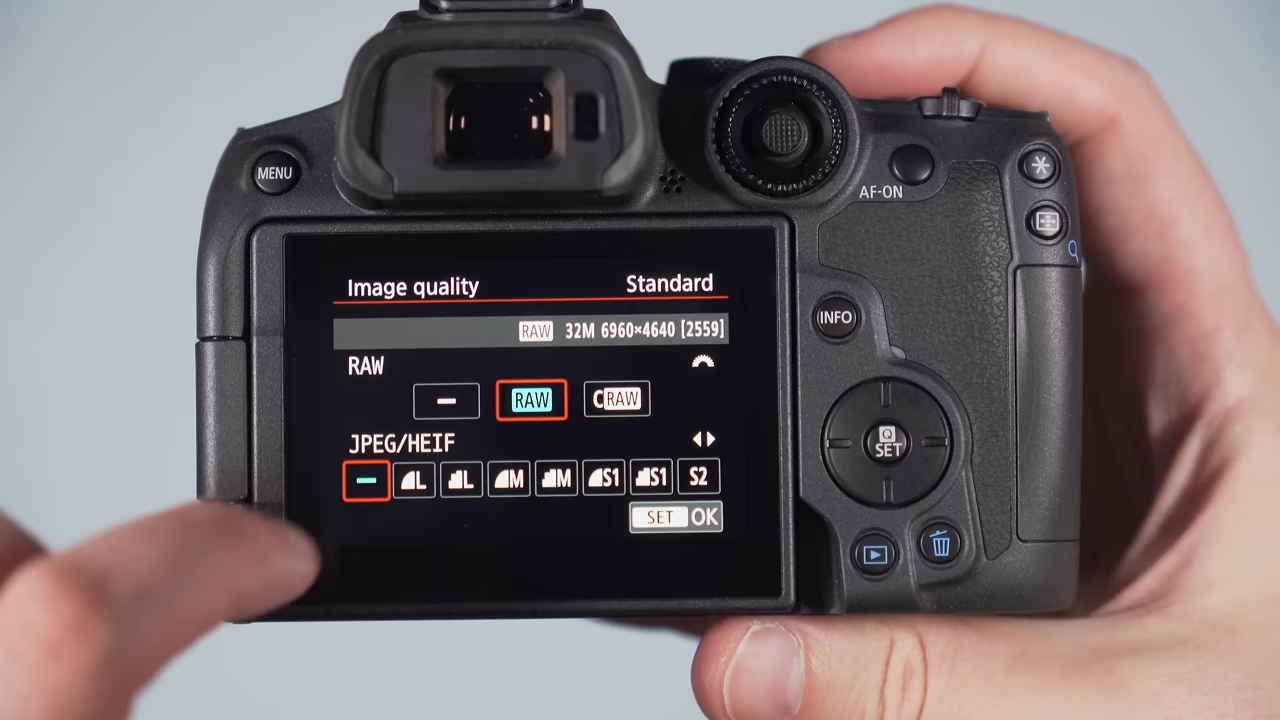 MENU
AF-ON
INFO
Q
SET
Image quality Standard
RAW 32M 6960×4640 [2559]
RAW
RAW CRAW
JPEG/HEIF
L L M M S1 S1 S2
SET OK